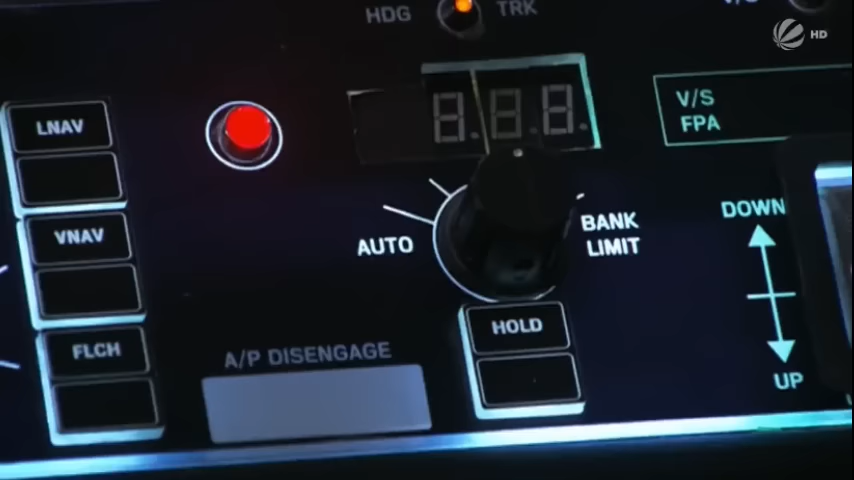 HDG TRK
HD
V/S
FPA
LNAV
VNAV
FLCH
AUTO
BANK
LIMIT
HOLD
A/P DISENGAGE
DOWN
UP